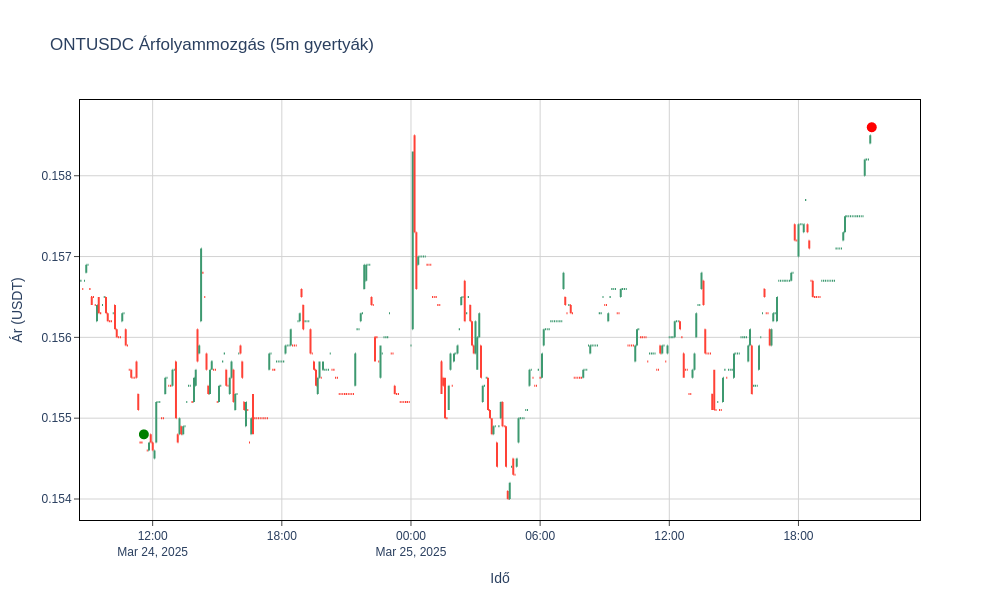 ONTUSDC Árfolyammozgás (5m gyertyák)
Ár (USDT)
0.158
0.157
0.156
0.155
0.154
12:00
Mar 24, 2025
18:00
00:00
Mar 25, 2025
06:00
12:00
18:00
Idő